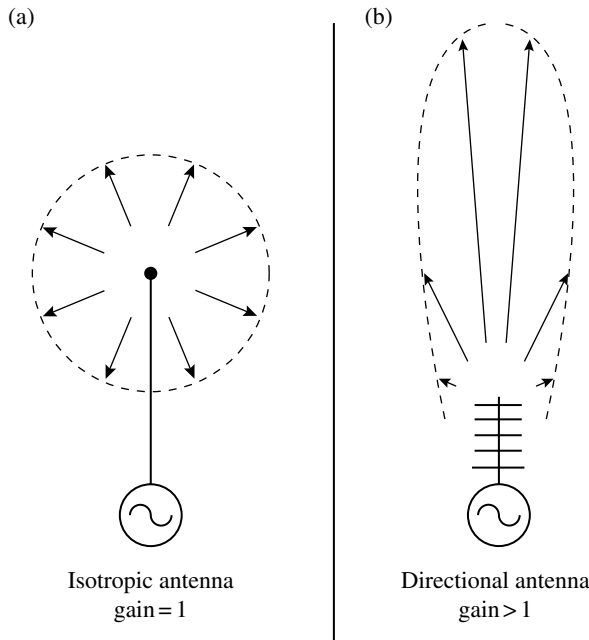 (a)
Isotropic antenna
gain = 1
(b)
Directional antenna
gain > 1